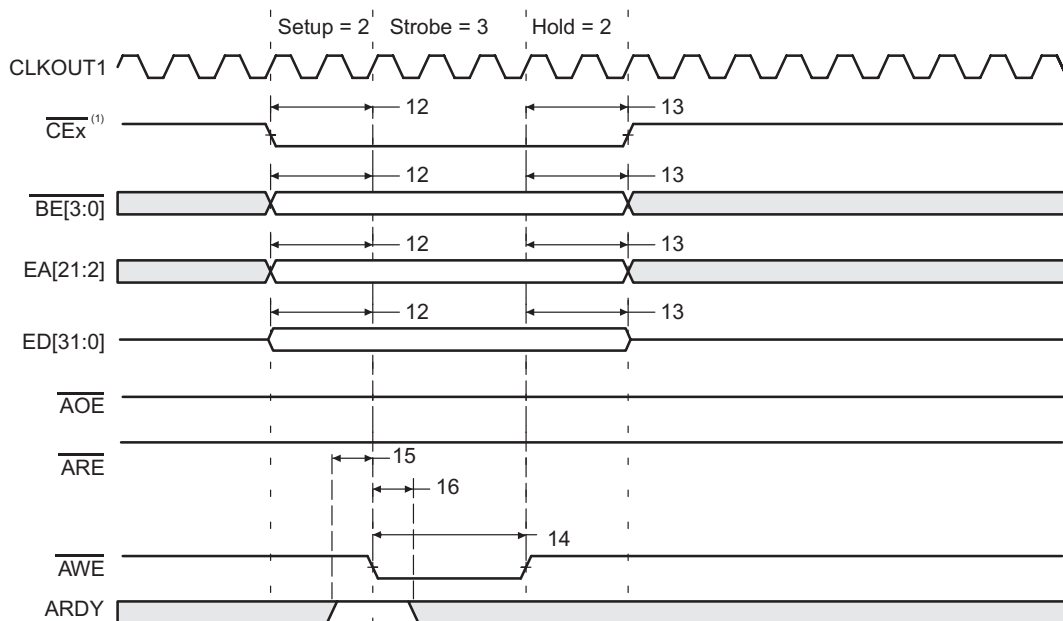 Setup = 2 Strobe = 3 Hold = 2
CLKOUT1
12 13
CEx (1)
12 13
BE[3:0]
12 13
EA[21:2]
12 13
ED[31:0]
AOE
15
ARE
16
14
AWE
ARDY